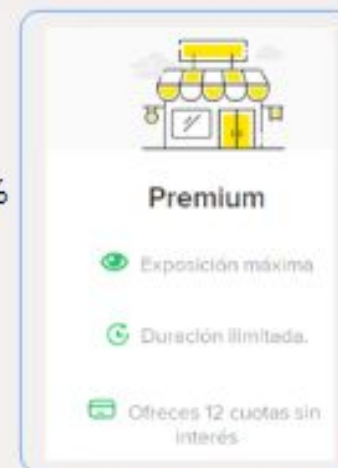 %
Premium
Exposición máxima
Duración ilimitada.
Ofreces 12 cuotas sin
interés